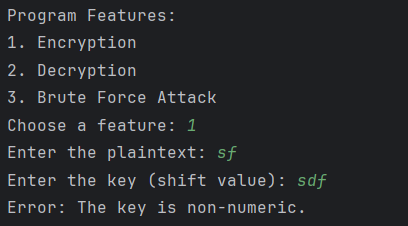 Program Features:
1. Encryption
2. Decryption
3. Brute Force Attack
Choose a feature: 1
Enter the plaintext: sf
Enter the key (shift value): sdf
Error: The key is non-numeric.